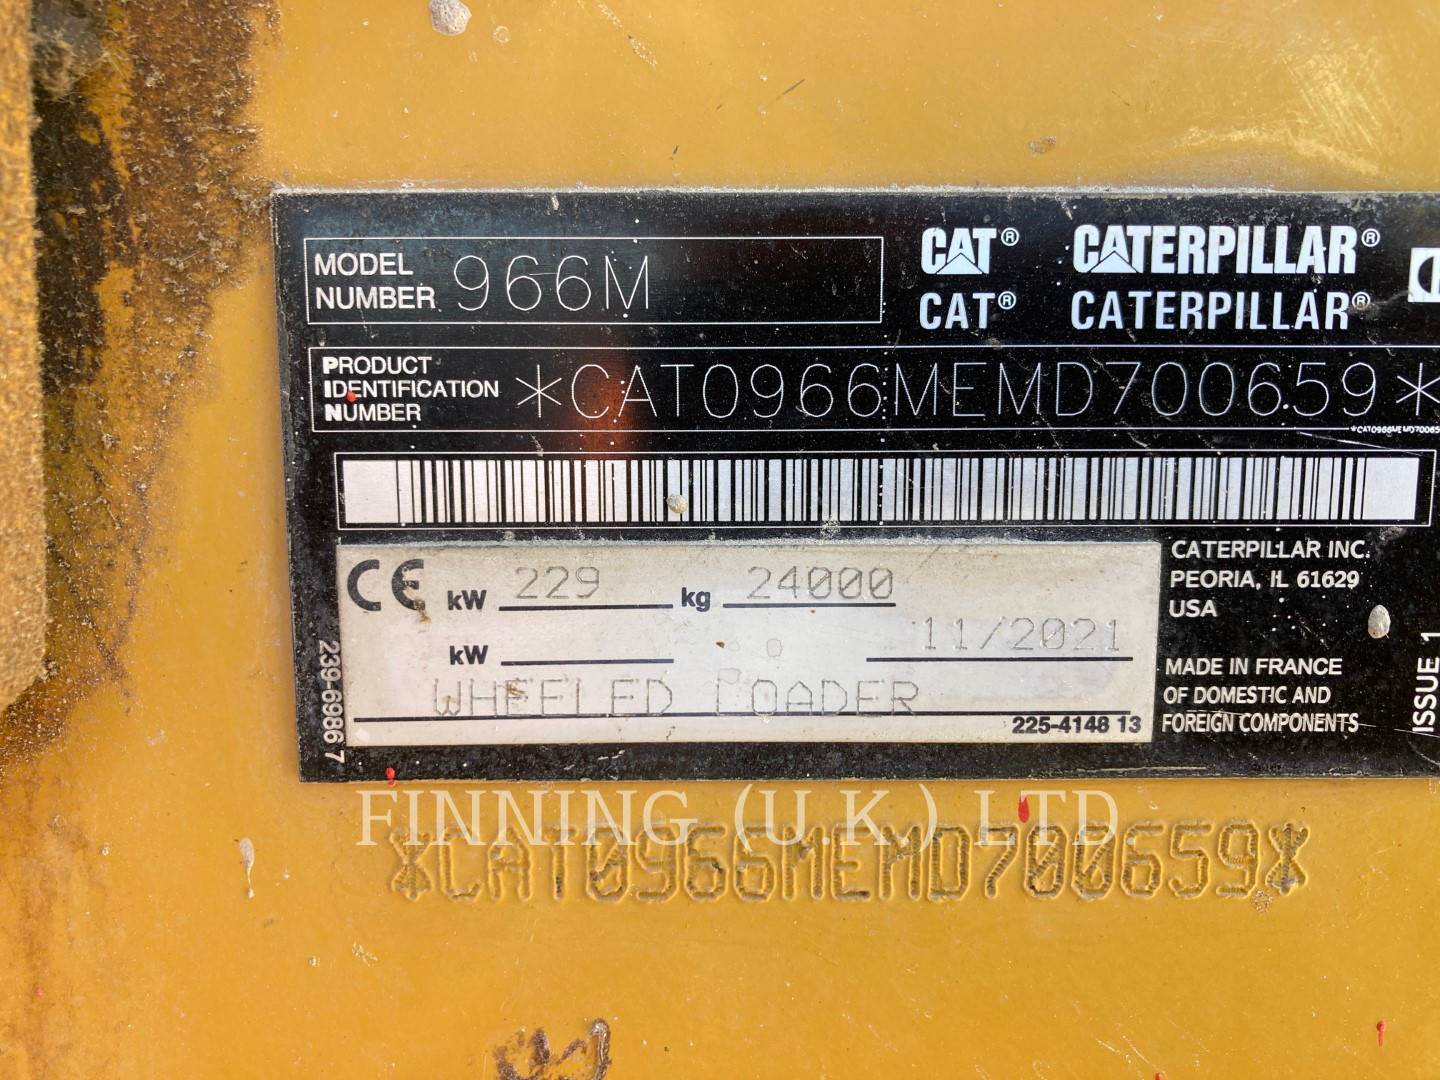 MODEL NUMBER 966M
CAT® CATERPILLAR®
CAT® CATERPILLAR®
PRODUCT IDENTIFICATION NUMBER *CAT0966MEMD700659*
*CAT0966MEMD70065
CE kW 229 kg 24000
kW 11/2021
WHEELED LOADER
225-4148 13
239-6986 7
CATERPILLAR INC.
PEORIA, IL 61629
USA
MADE IN FRANCE
OF DOMESTIC AND
FOREIGN COMPONENTS
ISSUE 1
FINNING (U.K.) LTD.
*CAT0966MEMD700659*